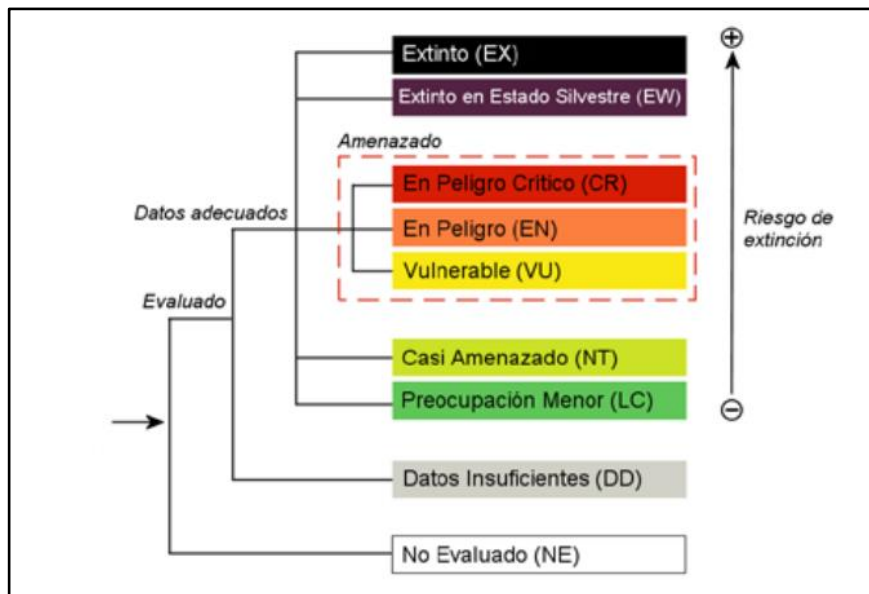 Extinto (EX)
Extinto en Estado Silvestre (EW)
Amenazado
En Peligro Crítico (CR)
Datos adecuados
En Peligro (EN)
Riesgo de
extinción
Vulnerable (VU)
Evaluado
Casi Amenazado (NT)
Preocupación Menor (LC)
Datos Insuficientes (DD)
No Evaluado (NE)